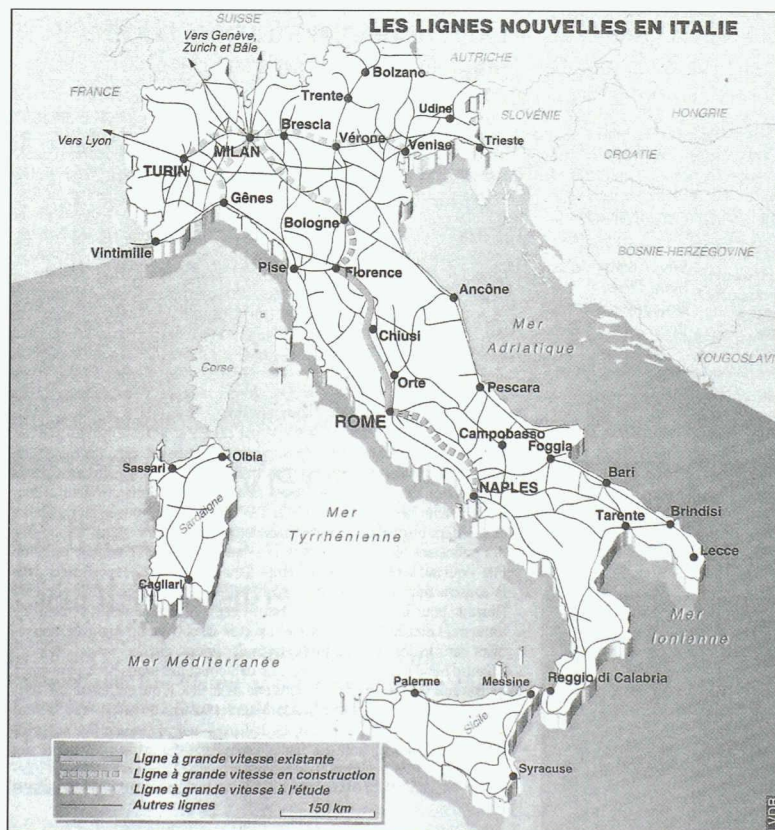 LES LIGNES NOUVELLES EN ITALIE
SUISSE
Vers Genève,
Zurich et Bâle
AUTRICHE
Bolzano
FRANCE
Trente
Udine
SLOVÉNIE
HONGRIE
Vers Lyon
Brescia
MILAN
Vérone
Venise
Trieste
CROATIE
TURIN
Gênes
Bologne
Vintimille
BOSNIE-HERZÉGOVINE
Pise
Florence
Ancône
Chiusi
Mer
Adriatique
YOUGOSLAVI
Corse
Orte
Pescara
ROME
Campobasso
Foggia
Olbia
Sassari
Bari
NAPLES
Sardaigne
Mer
Tyrrhénienne
Tarente
Brindisi
Lecce
Cagliari
Mer
Ionienne
Mer Méditerranée
Palerme
Messine
Reggio di Calabria
Sicile
Syracuse
Ligne à grande vitesse existante
Ligne à grande vitesse en construction
Ligne à grande vitesse à l'étude
Autres lignes
150 km